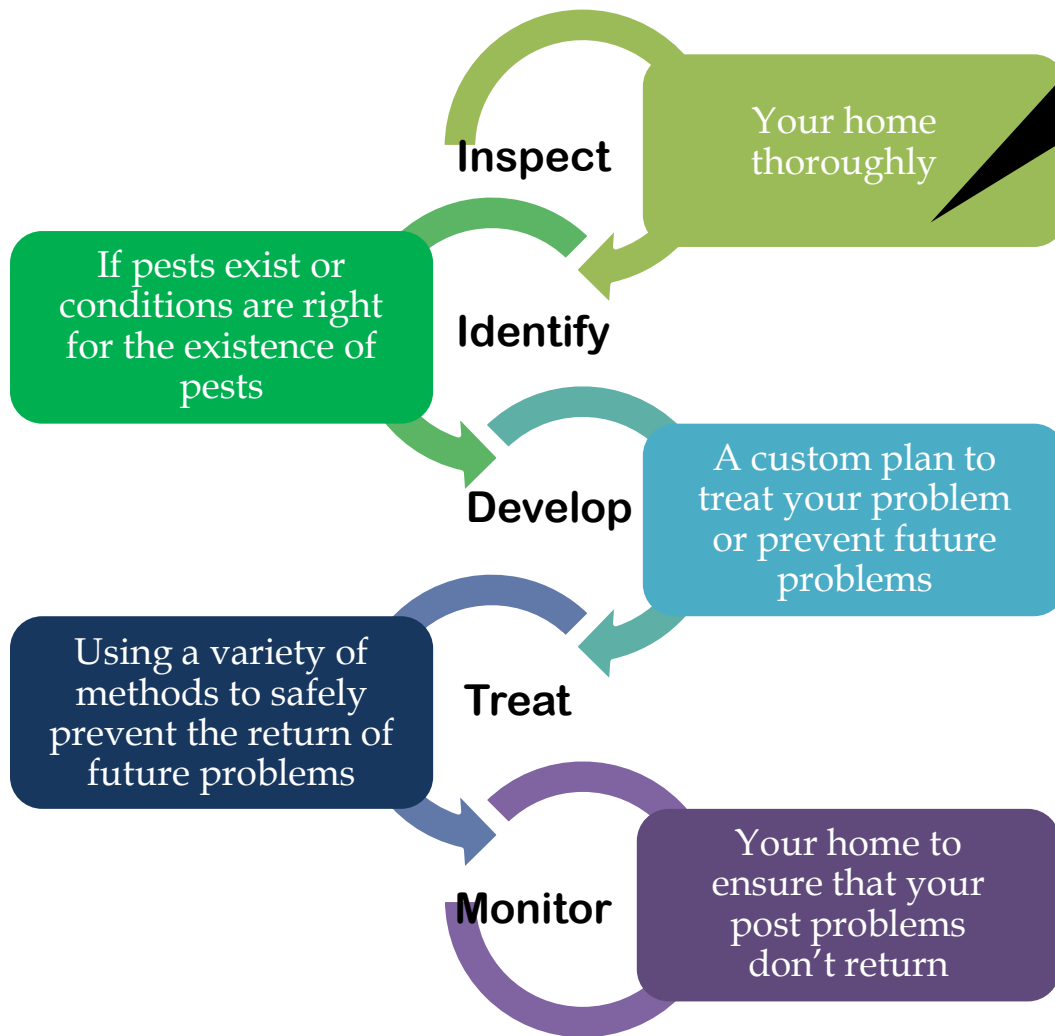 Inspect
Your home
thoroughly
Identify
If pests exist or
conditions are right
for the existence of
pests
Develop
A custom plan to
treat your problem
or prevent future
problems
Treat
Using a variety of
methods to safely
prevent the return of
future problems
Monitor
Your home to
ensure that your
post problems
don’t return